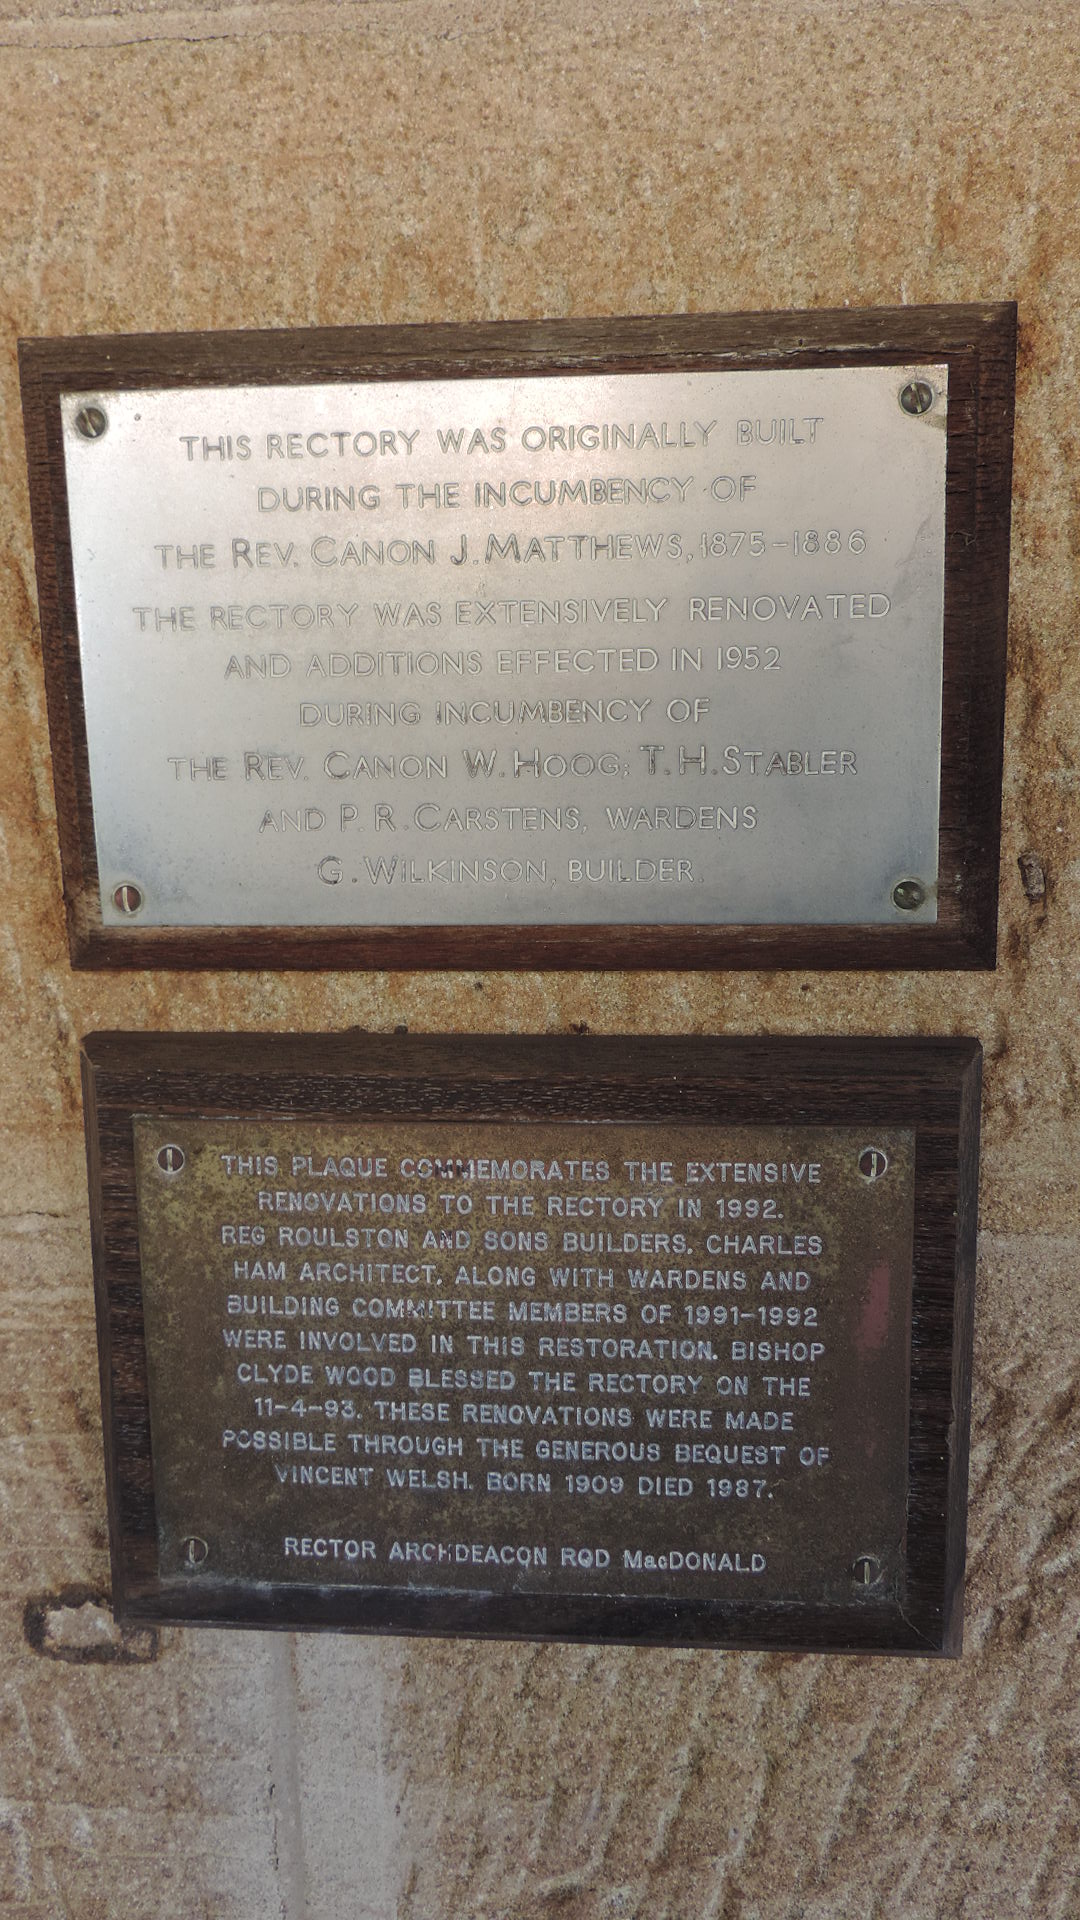 THIS RECTORY WAS ORIGINALLY BUILT
DURING THE INCUMBENCY OF
THE REV. CANON J. MATTHEWS, 1875-1886
THE RECTORY WAS EXTENSIVELY RENOVATED
AND ADDITIONS EFFECTED IN 1952
DURING INCUMBENCY OF
THE REV. CANON W. HOOG; T. H. STABLER
AND P. R. CARSTENS, WARDENS
G. WILKINSON, BUILDER.
THIS PLAQUE COMMEMORATES THE EXTENSIVE
RENOVATIONS TO THE RECTORY IN 1992.
REG ROULSTON AND SONS BUILDERS, CHARLES
HAM ARCHITECT, ALONG WITH WARDENS AND
BUILDING COMMITTEE MEMBERS OF 1991-1992
WERE INVOLVED IN THIS RESTORATION. BISHOP
CLYDE WOOD BLESSED THE RECTORY ON THE
11-4-93. THESE RENOVATIONS WERE MADE
POSSIBLE THROUGH THE GENEROUS BEQUEST OF
VINCENT WELSH. BORN 1909 DIED 1987.
RECTOR ARCHDEACON ROD MacDONALD